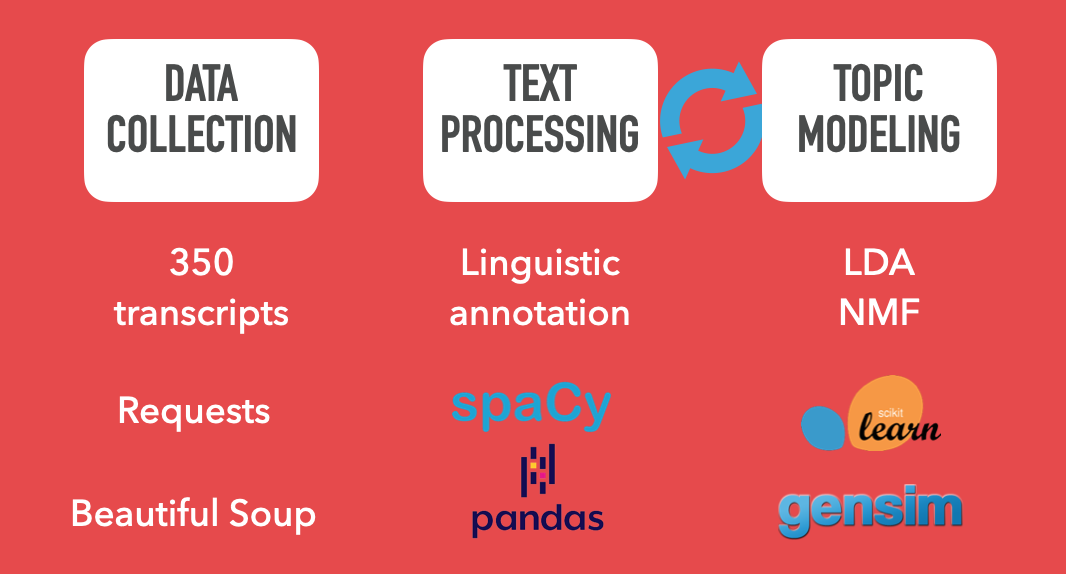 DATA
COLLECTION
350
transcripts
Requests
Beautiful Soup
TEXT
PROCESSING
Linguistic
annotation
spaCy
pandas
TOPIC
MODELING
LDA
NMF
scikit
learn
gensim